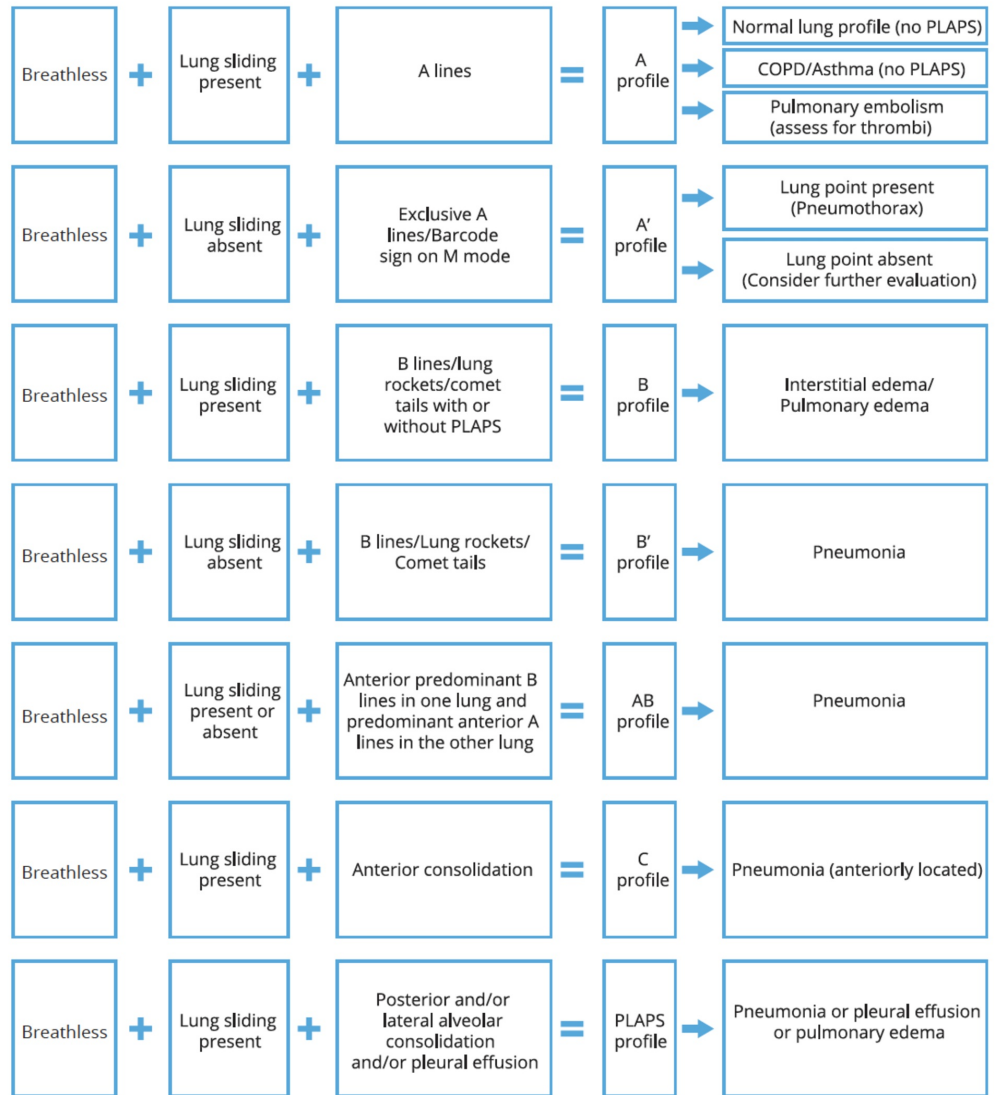 Breathless
Lung sliding
present
A lines
A
profile
Normal lung profile (no PLAPS)
COPD/Asthma (no PLAPS)
Pulmonary embolism
(assess for thrombi)
Breathless
Lung sliding
absent
Exclusive A
lines/Barcode
sign on M mode
A’
profile
Lung point present
(Pneumothorax)
Lung point absent
(Consider further evaluation)
Breathless
Lung sliding
present
B lines/lung
rockets/comet
tails with or
without PLAPS
B
profile
Interstitial edema/
Pulmonary edema
Breathless
Lung sliding
absent
B lines/Lung rockets/
Comet tails
B’
profile
Pneumonia
Breathless
Lung sliding
present or
absent
Anterior predominant B
lines in one lung and
predominant anterior A
lines in the other lung
AB
profile
Pneumonia
Breathless
Lung sliding
present
Anterior consolidation
C
profile
Pneumonia (anteriorly located)
Breathless
Lung sliding
present
Posterior and/or
lateral alveolar
consolidation
and/or pleural effusion
PLAPS
profile
Pneumonia or pleural effusion
or pulmonary edema